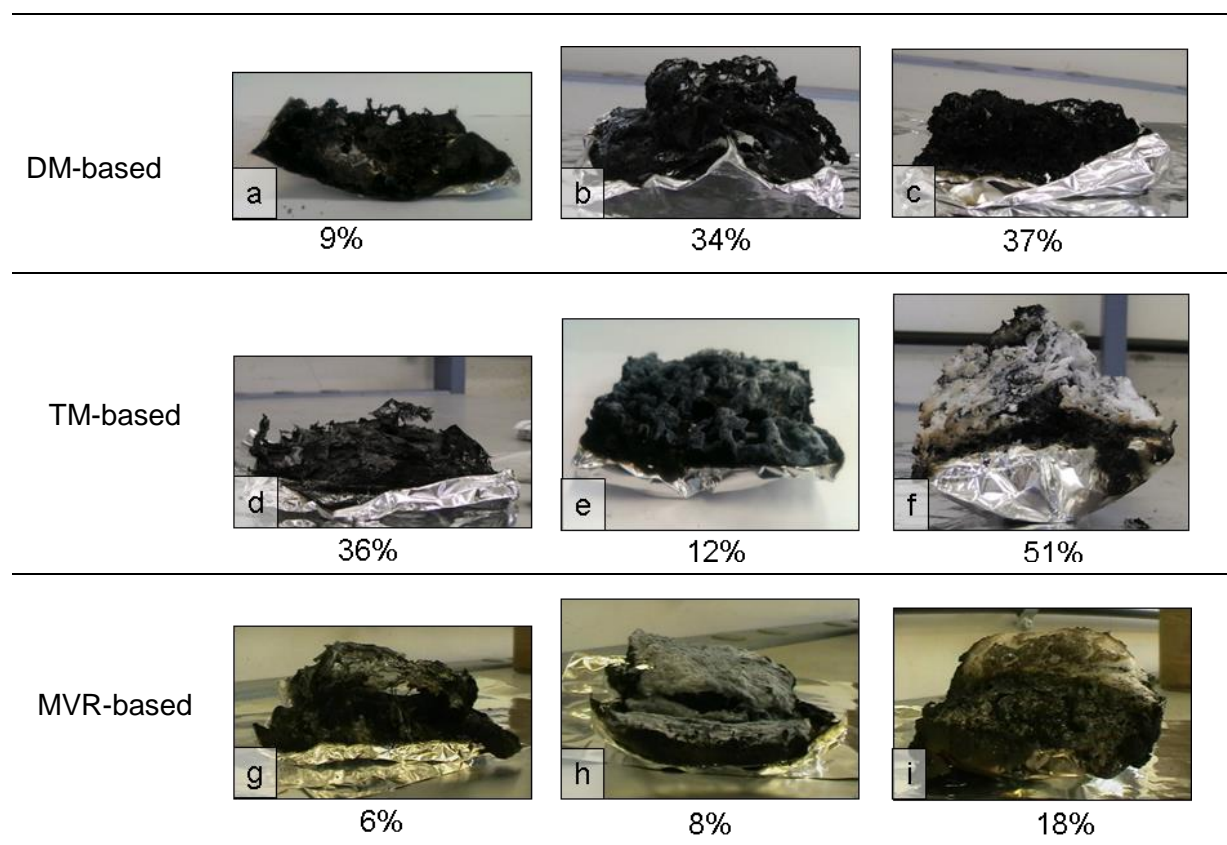 DM-based
a
b
c
9%
34%
37%
TM-based
d
e
f
36%
12%
51%
MVR-based
g
h
i
6%
8%
18%